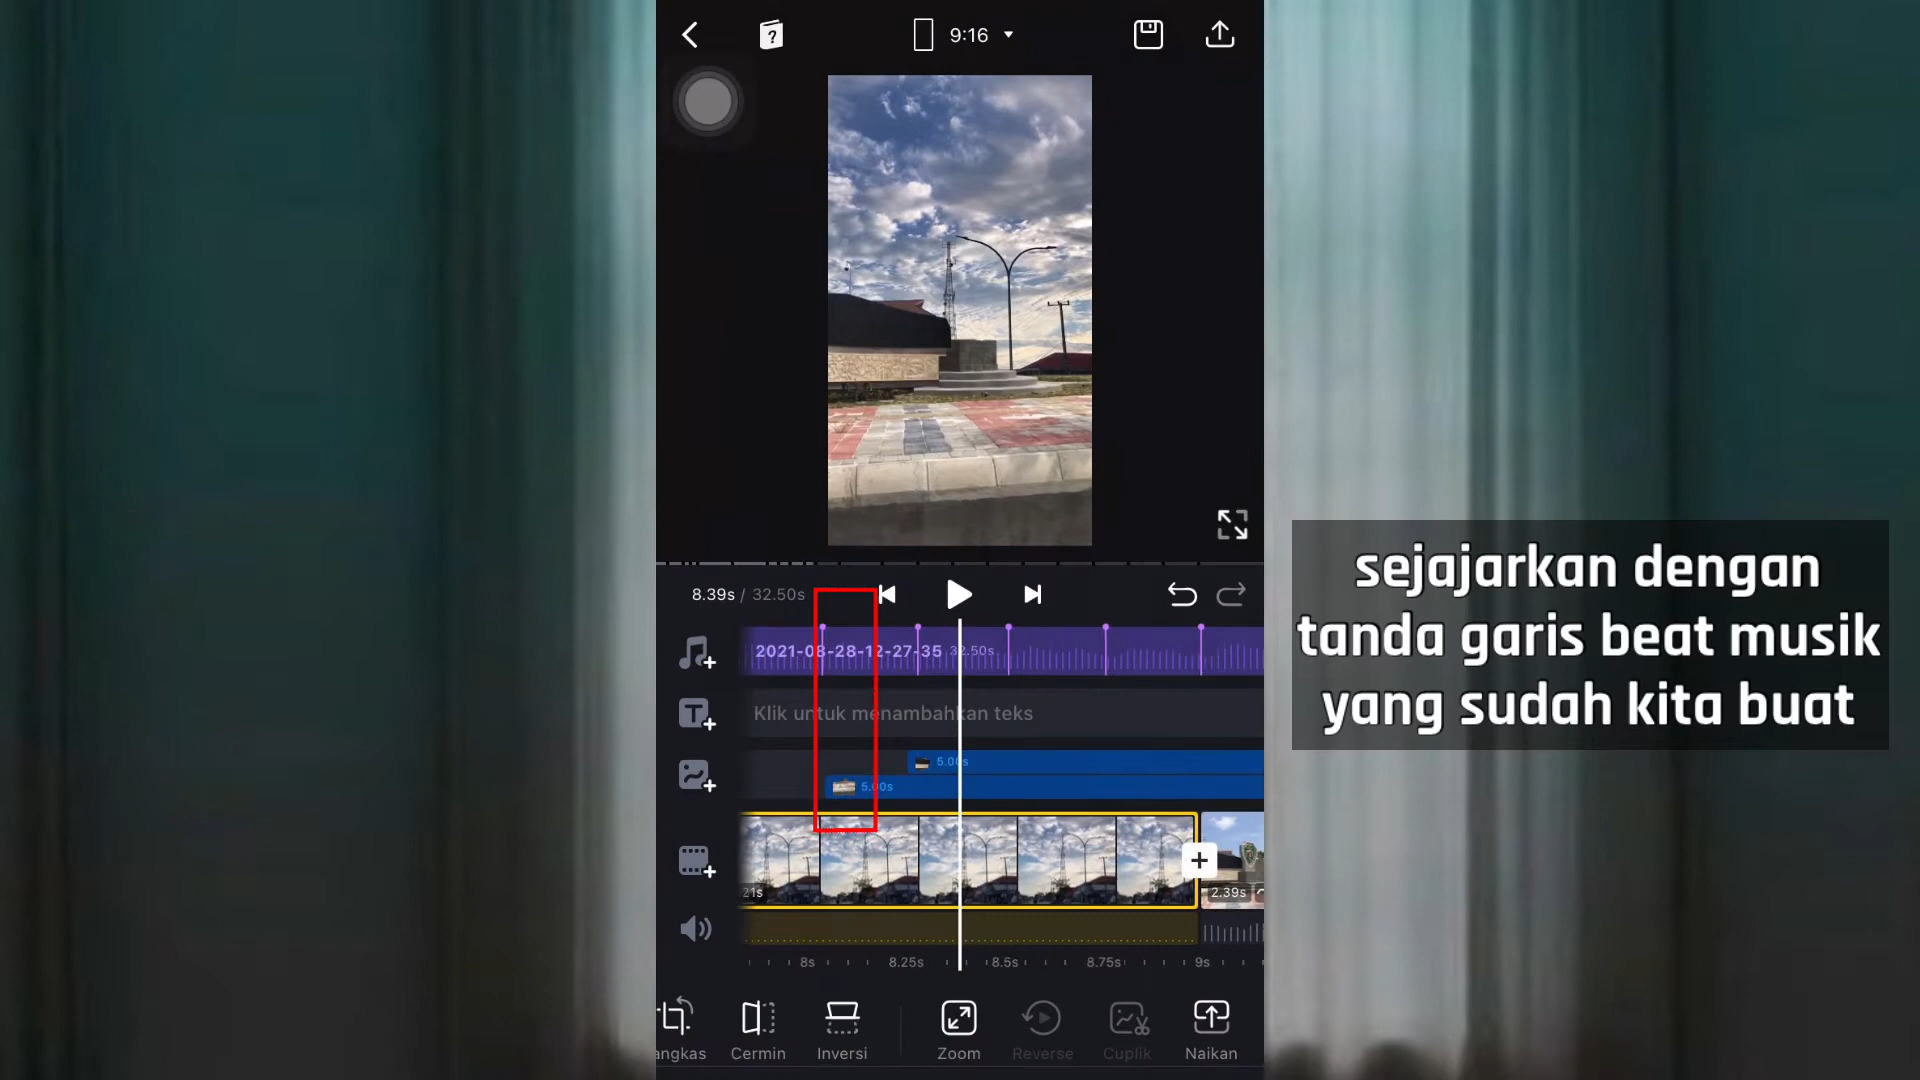 9:16
8.39s / 32.50s
2021-08-28-12-27-35 32.50s
Klik untuk menambahkan teks
5.00s
5.00s
21s
2.39s
8s 8.25s 8.5s 8.75s 9s
angkas Cermin Inversi Zoom Reverse Cuplik Naikan
sejajarkan dengan
tanda garis beat musik
yang sudah kita buat